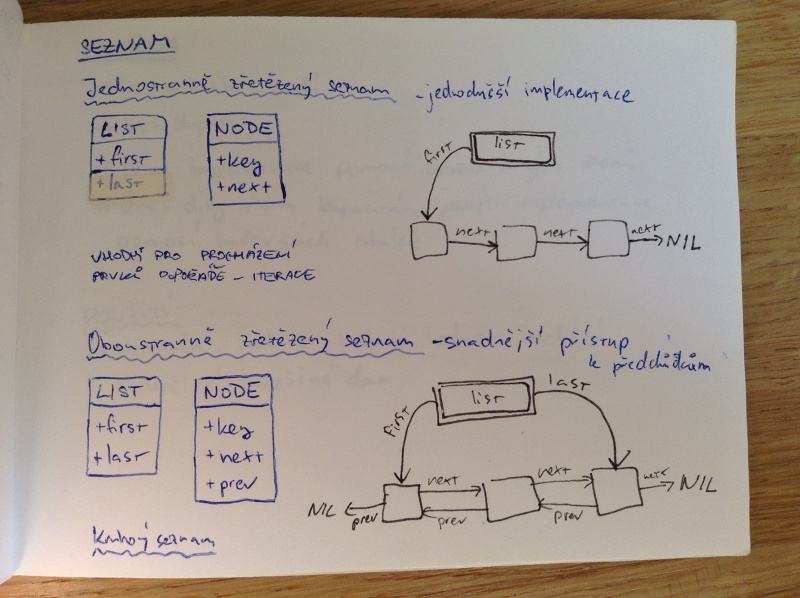 SEZNAM
Jednostranně zřetězený seznam - jednodušší implementace
LIST
+first
+last
NODE
+key
+next
list
first
next
next
next
NIL
VHODNÝ PRO PROCHÁZENÍ
PRVKŮ DOPŘEDŘE - ITERACE
Oboustranně zřetězený seznam - snadnější přístup
k předchůdcům
LIST
+first
+last
NODE
+key
+next
+prev
list
first
last
next
next
next
NIL
NIL
prev
prev
prev
Kruhový seznam